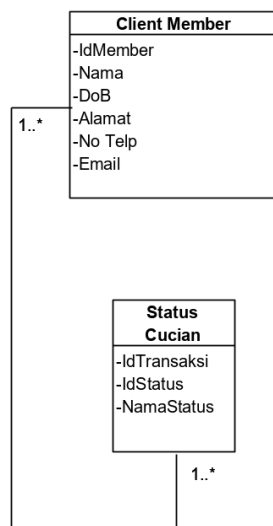 Client Member
-IdMember
-Nama
-DoB
-Alamat
-No Telp
-Email
1..*
Status
Cucian
-IdTransaksi
-IdStatus
-NamaStatus
1..*